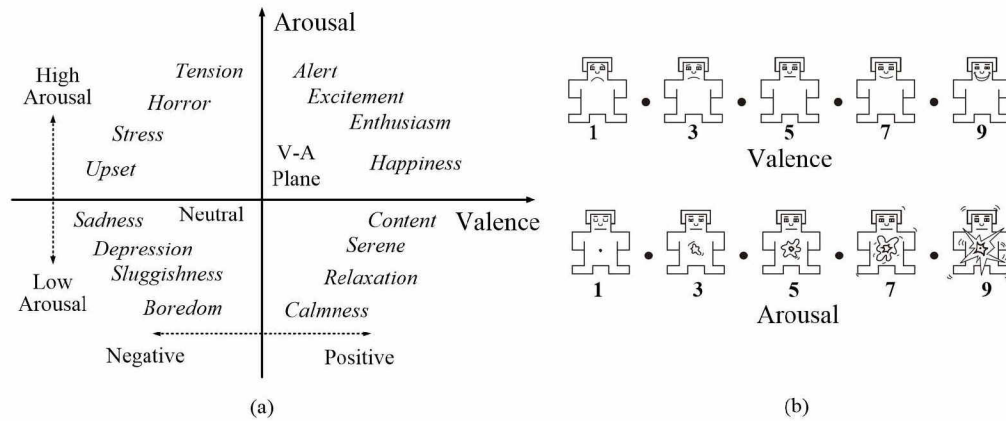 Arousal
High
Arousal
Tension
Alert
Horror
Excitement
Stress
Enthusiasm
Upset
V-A
Plane
Happiness
Sadness
Neutral
Content
Valence
Depression
Serene
Low
Arousal
Sluggishness
Relaxation
Boredom
Calmness
Negative
Positive
(a)
1 3 5 7 9
Valence
1 3 5 7 9
Arousal
(b)